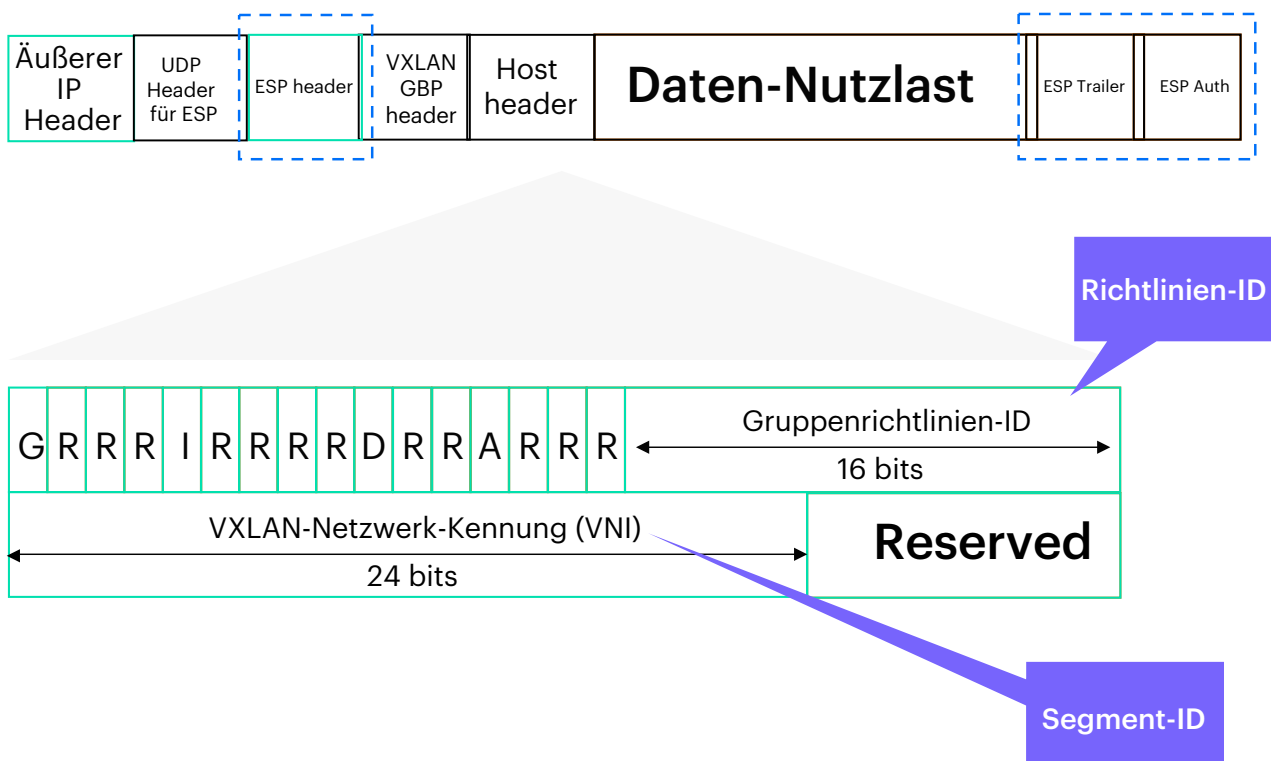 Äußerer
IP
Header
UDP
Header
für ESP
ESP header
VXLAN
GBP
header
Host
header
Daten-Nutzlast
ESP Trailer
ESP Auth
Richtlinien-ID
G R R R I R R R R D R R A R R R
Gruppenrichtlinien-ID
16 bits
VXLAN-Netzwerk-Kennung (VNI)
24 bits
Reserved
Segment-ID